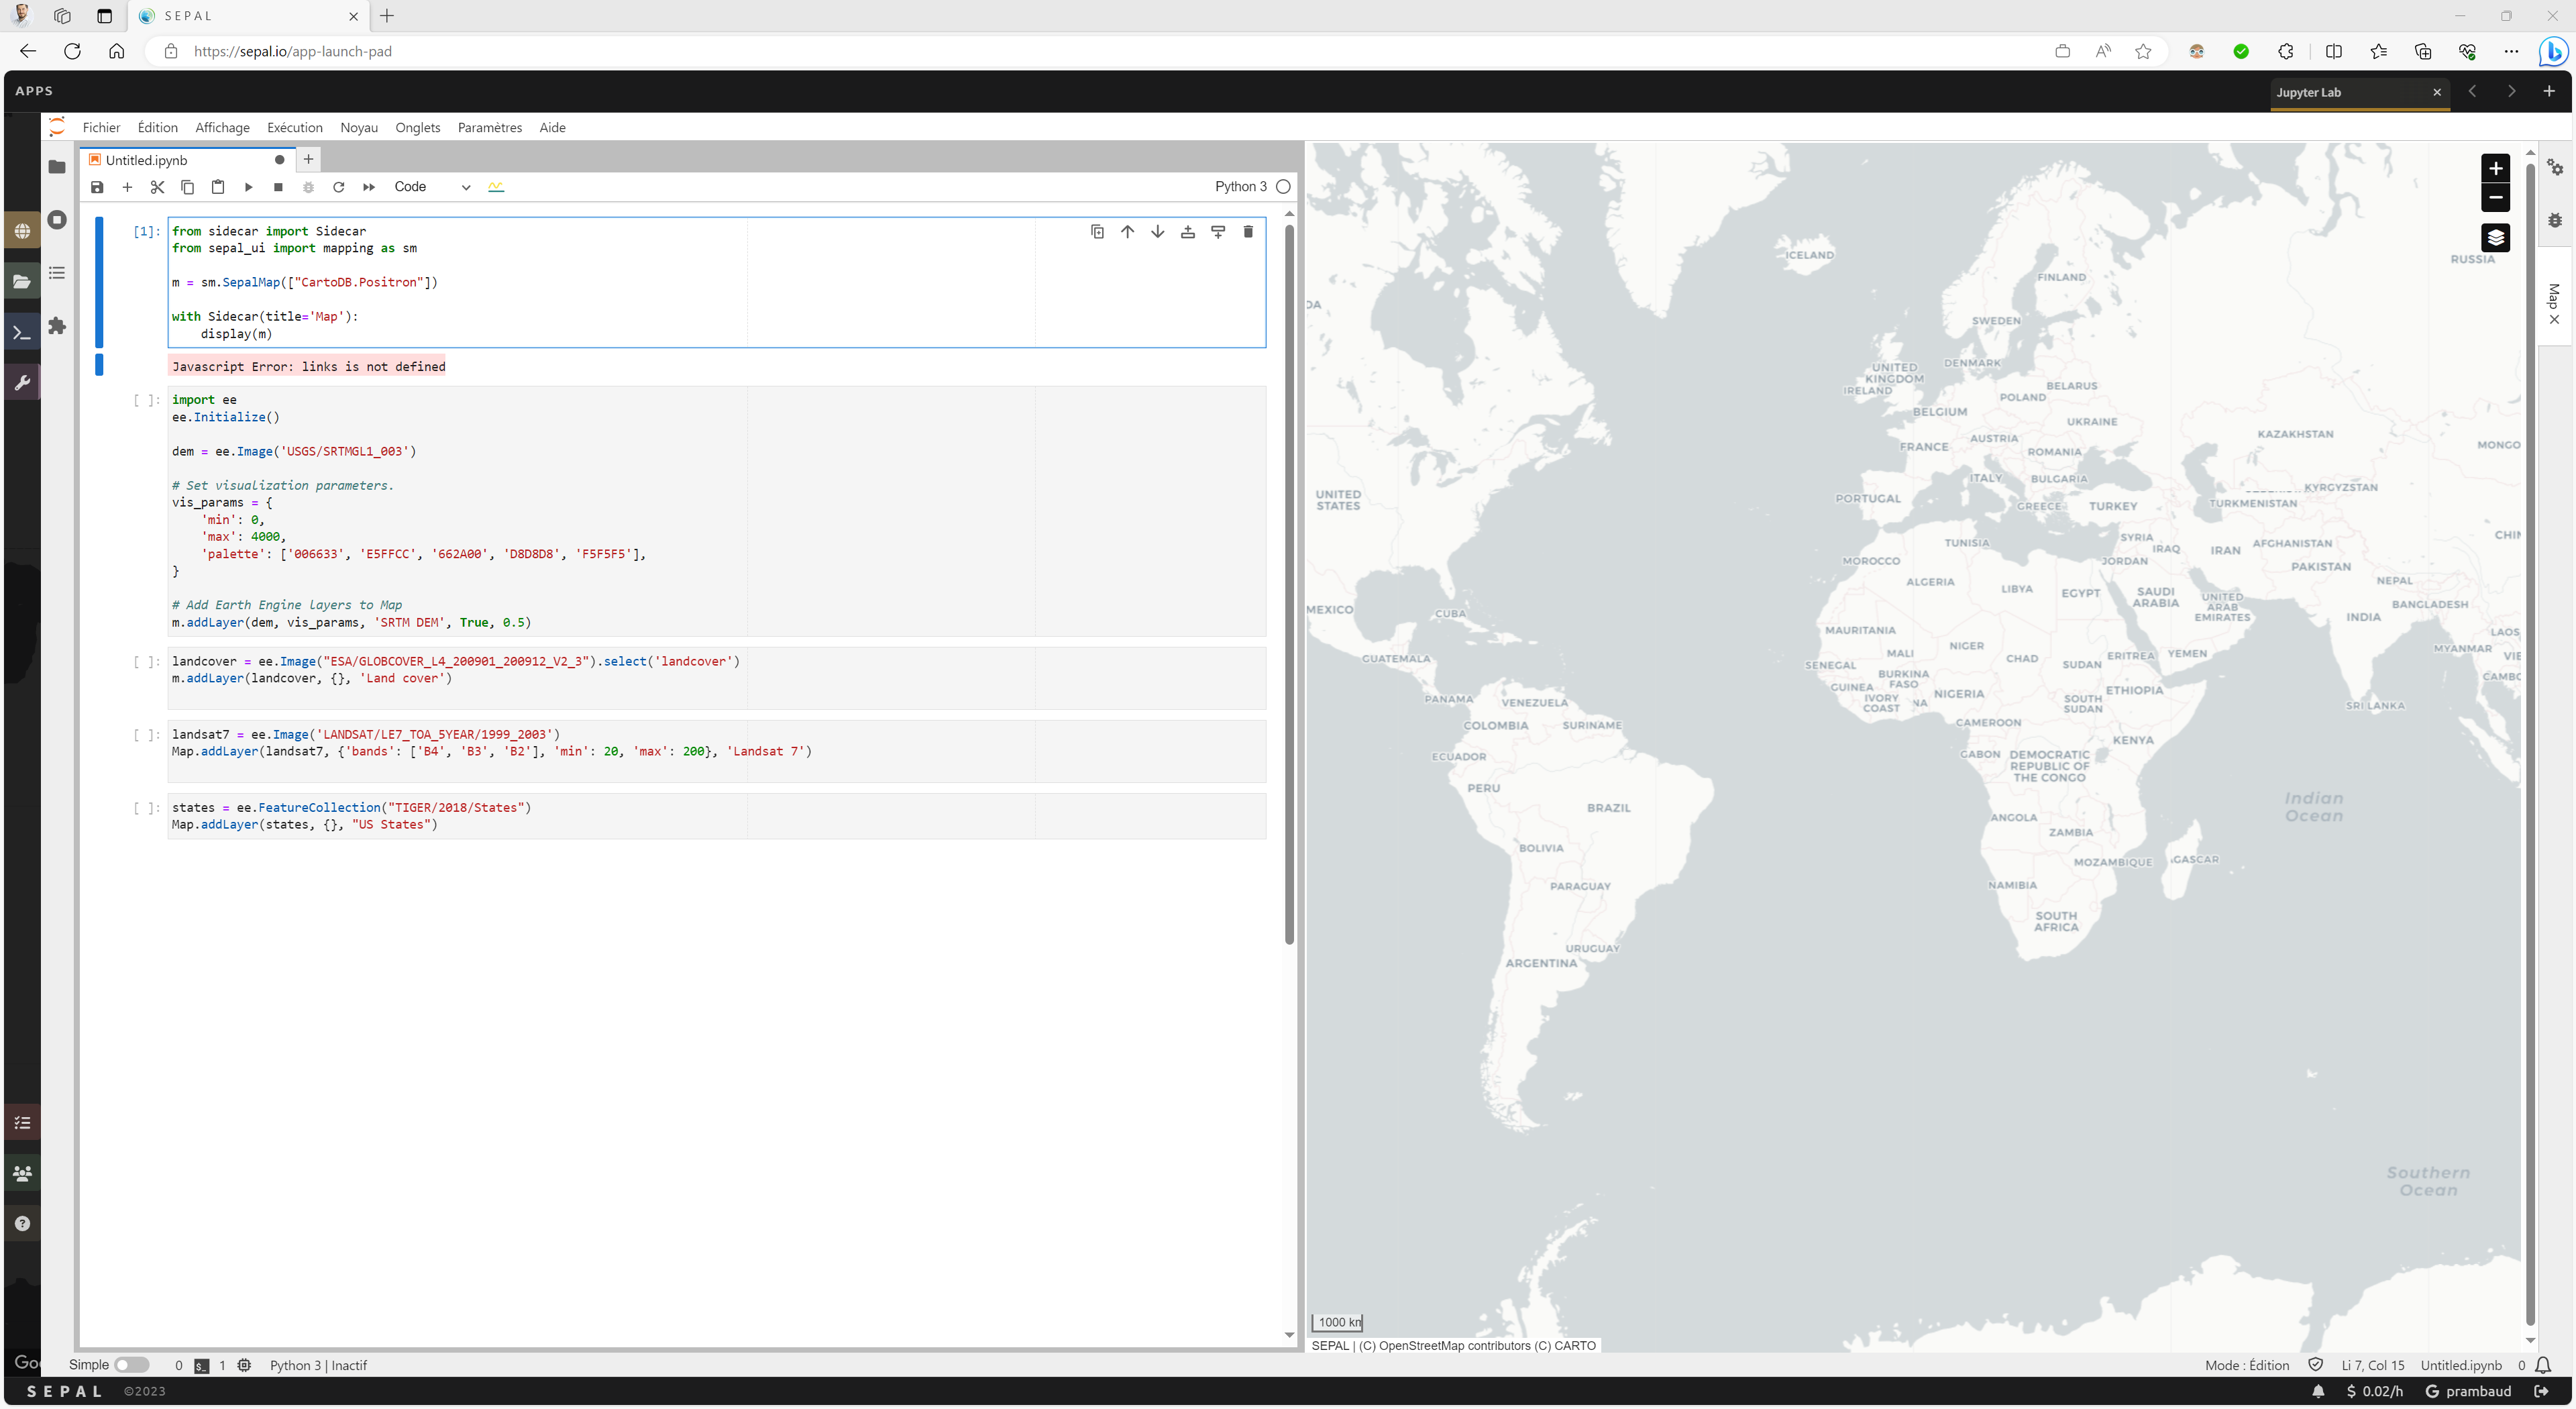 SEPAL
https://sepal.io/app-launch-pad
APPS
Jupyter Lab
Fichier Édition Affichage Exécution Noyau Onglets Paramètres Aide
Untitled.ipynb
Code
Python 3
[1]:
from sidecar import Sidecar
from sepal_ui import mapping as sm
m = sm.SepalMap(["CartoDB.Positron"])
with Sidecar(title='Map'):
display(m)
Javascript Error: links is not defined
[ ]:
import ee
ee.Initialize()
dem = ee.Image('USGS/SRTMGL1_003')
# Set visualization parameters.
vis_params = {
'min': 0,
'max': 4000,
'palette': ['006633', 'E5FFCC', '662A00', 'D8D8D8', 'F5F5F5'],
}
# Add Earth Engine layers to Map
m.addLayer(dem, vis_params, 'SRTM DEM', True, 0.5)
[ ]:
landcover = ee.Image("ESA/GLOBCOVER_L4_200901_200912_V2_3").select('landcover')
m.addLayer(landcover, {}, 'Land cover')
[ ]:
landsat7 = ee.Image('LANDSAT/LE7_TOA_5YEAR/1999_2003')
Map.addLayer(landsat7, {'bands': ['B4', 'B3', 'B2'], 'min': 20, 'max': 200}, 'Landsat 7')
[ ]:
states = ee.FeatureCollection("TIGER/2018/States")
Map.addLayer(states, {}, "US States")
+
−
Map
ICELAND
RUSSIA
FINLAND
DA
SWEDEN
UNITED
KINGDOM
DENMARK
IRELAND
BELARUS
POLAND
BELGIUM
UKRAINE
AUSTRIA
KAZAKHSTAN
FRANCE
MONGO
ROMANIA
ITALY
BULGARIA
KYRGYZSTAN
UNITED
STATES
PORTUGAL
TURKMENISTAN
GREECE
TURKEY
CHIN
SYRIA
TUNISIA
AFGHANISTAN
IRAQ
IRAN
MOROCCO
JORDAN
PAKISTAN
ALGERIA
NEPAL
LIBYA
EGYPT
SAUDI
ARABIA
UNITED
ARAB
EMIRATES
BANGLADESH
MEXICO
CUBA
INDIA
MAURITANIA
LAOS
NIGER
MYANMAR
MALI
YEMEN
VIE
GUATEMALA
CHAD
ERITREA
SENEGAL
SUDAN
BURKINA
FASO
CAMBO
GUINEA
NIGERIA
ETHIOPIA
IVORY
COAST
NA
PANAMA
VENEZUELA
SOUTH
SUDAN
SRI LANKA
COLOMBIA
SURINAME
CAMEROON
KENYA
ECUADOR
GABON
DEMOCRATIC
REPUBLIC OF
THE CONGO
PERU
Indian
Ocean
BRAZIL
ANGOLA
ZAMBIA
BOLIVIA
MOZAMBIQUE
GASCAR
PARAGUAY
NAMIBIA
SOUTH
AFRICA
URUGUAY
ARGENTINA
Southern
Ocean
1000 km
SEPAL | (C) OpenStreetMap contributors (C) CARTO
Goo
Simple 0 1 Python 3 | Inactif
Mode : Édition Li 7, Col 15 Untitled.ipynb 0
SEPAL ©2023
$ 0.02/h prambaud